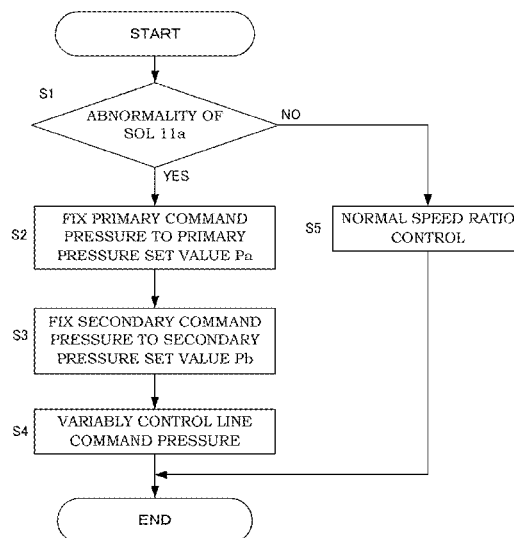 START
S1
ABNORMALITY OF
SOL 11a
NO
YES
S2
FIX PRIMARY COMMAND
PRESSURE TO PRIMARY
PRESSURE SET VALUE Pa
S5
NORMAL SPEED RATIO
CONTROL
S3
FIX SECONDARY COMMAND
PRESSURE TO SECONDARY
PRESSURE SET VALUE Pb
S4
VARIABLY CONTROL LINE
COMMAND PRESSURE
END